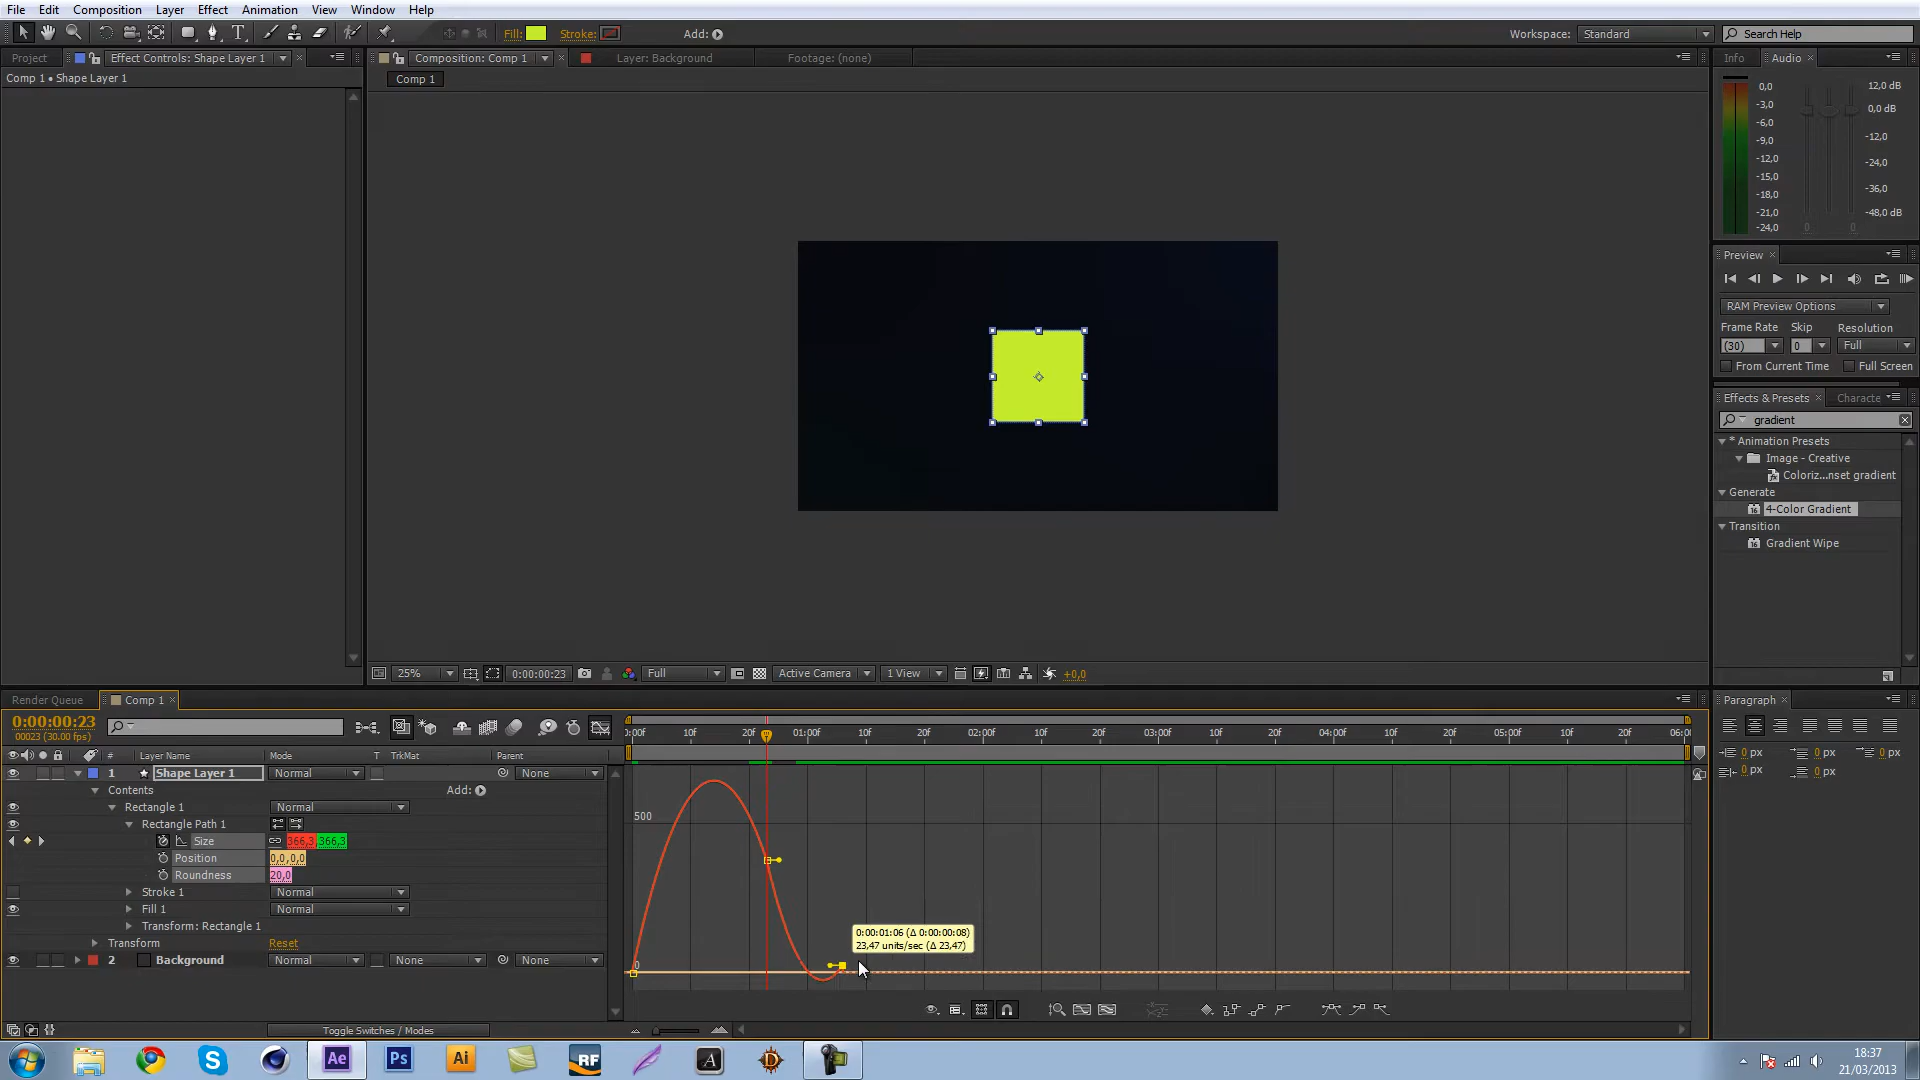 File Edit Composition Layer Effect Animation View Window Help
Fill: Stroke: Add: Workspace: Standard Search Help
Project Effect Controls: Shape Layer 1 Composition: Comp 1 Layer: Background Footage: (none) Info Audio
Comp 1 • Shape Layer 1 Comp 1
0,0 12,0 dB
-3,0 0,0 dB
-6,0
-9,0 -12,0
-12,0
-15,0 -24,0
-18,0 -36,0
-21,0 -48,0 dB
-24,0 0 0
Preview
RAM Preview Options
Frame Rate Skip Resolution
(30) 0 Full
From Current Time Full Screen
Effects & Presets Characte
gradient
* Animation Presets
Image - Creative
Coloriz...nset gradient
Generate
4-Color Gradient
Transition
Gradient Wipe
25% 0:00:00:23 Full Active Camera 1 View +0,0
Render Queue Comp 1 Paragraph
0:00:00:23
00023 (30.00 fps)
:00f 10f 20f 01:00f 10f 20f 02:00f 10f 20f 03:00f 10f 20f 04:00f 10f 20f 05:00f 10f 20f 06:0
0 px 0 px 0 px
0 px 0 px
# Layer Name Mode T TrkMat Parent
1 Shape Layer 1 Normal None
Contents Add:
Rectangle 1 Normal
Rectangle Path 1
Size 366,3 366,3
Position 0,0,0,0
Roundness 20,0
Stroke 1 Normal
Fill 1 Normal
Transform: Rectangle 1
Transform Reset
2 Background Normal None None
500
0:00:01:06 (Δ 0:00:00:08)
23,47 units/sec (Δ 23,47)
0
Toggle Switches / Modes
Ae Ps Ai RF A
18:37
21/03/2013